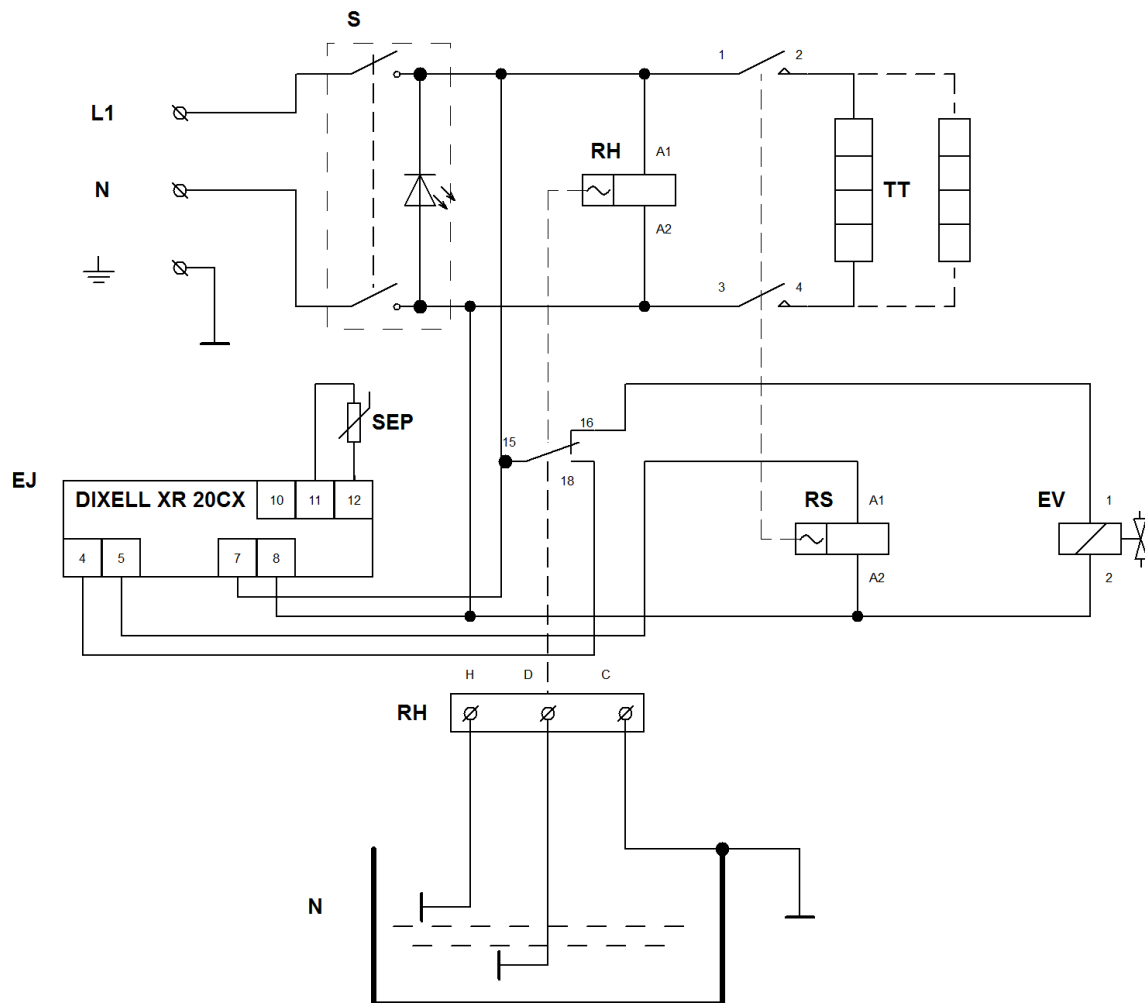 S
1 2
L1
RH A1
N
TT
A2
3 4
SEP
16
15
EJ
18
DIXELL XR 20CX 10 11 12
RS A1 EV 1
4 5 7 8
A2 2
H D C
RH
N